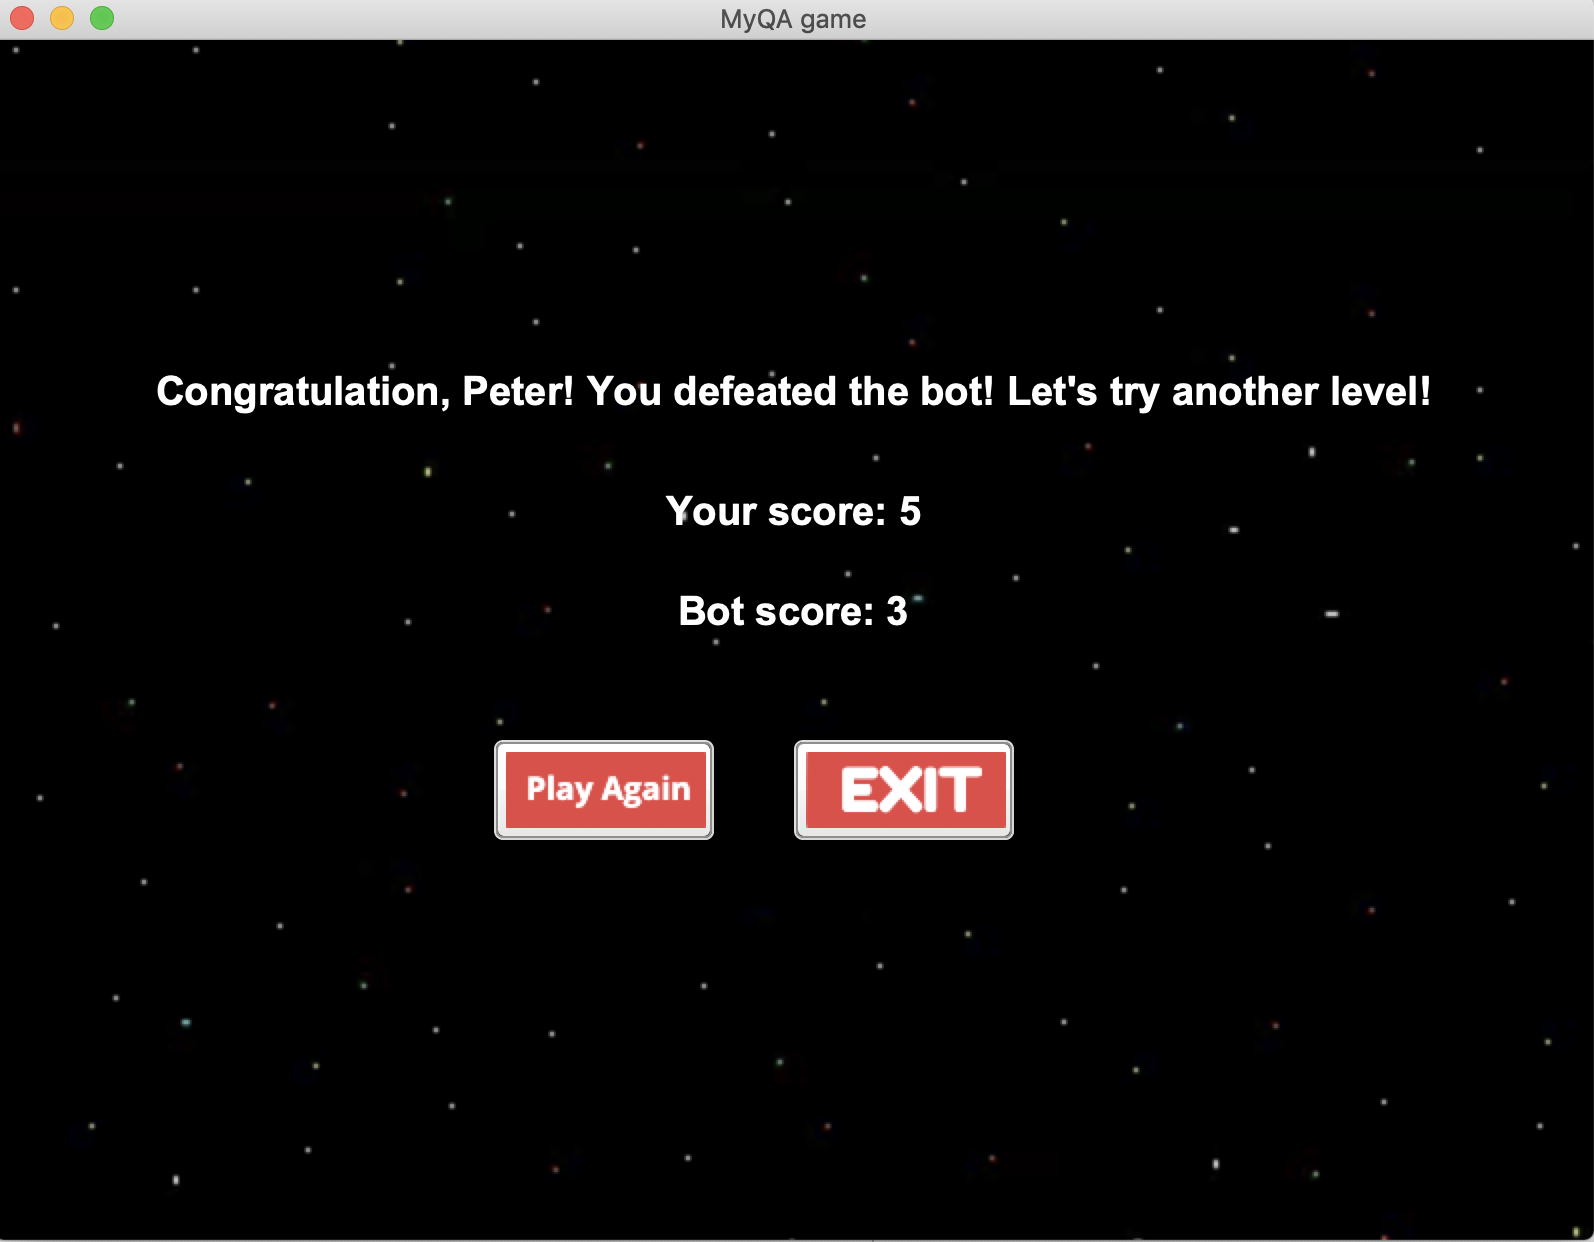 MyQA game
Congratulation, Peter! You defeated the bot! Let's try another level!
Your score: 5
Bot score: 3
Play Again
EXIT